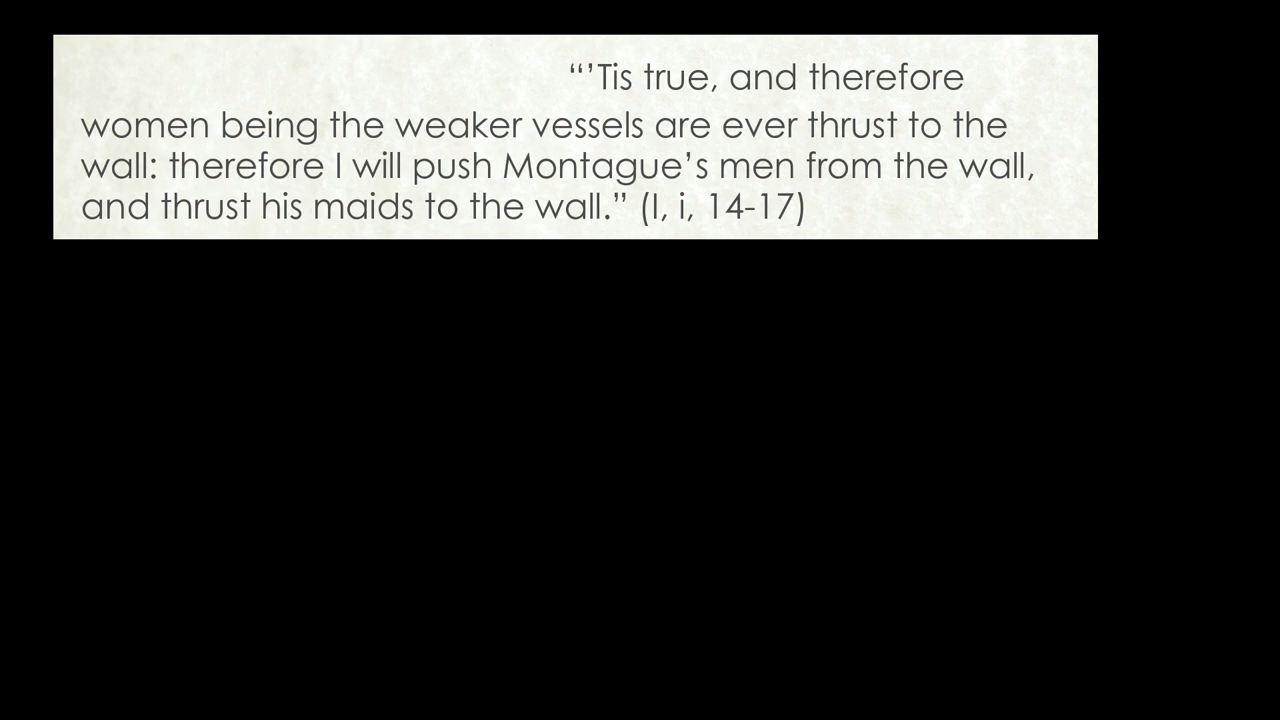 “’Tis true, and therefore
women being the weaker vessels are ever thrust to the
wall: therefore I will push Montague’s men from the wall,
and thrust his maids to the wall.” (I, i, 14-17)